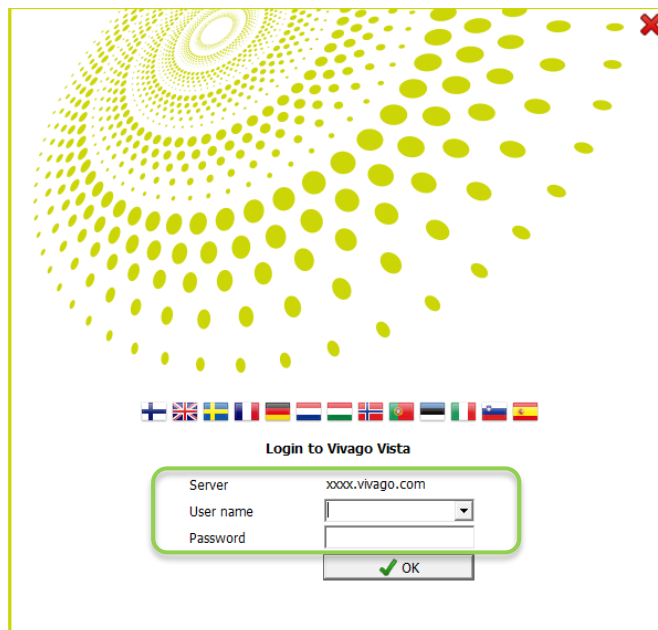 Login to Vivago Vista
Server xxxx.vivago.com
User name
Password
OK